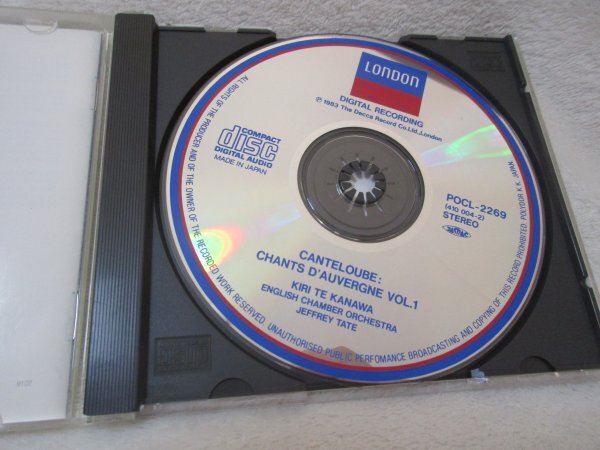 LONDON
DIGITAL RECORDING
℗ 1983 The Decca Record Co.Ltd.,London
COMPACT
disc
DIGITAL AUDIO
MADE IN JAPAN
POCL-2269
(410 004-2)
STEREO
CANTELOUBE:
CHANTS D'AUVERGNE VOL.1
KIRI TE KANAWA
ENGLISH CHAMBER ORCHESTRA
JEFFREY TATE
ALL RIGHTS OF THE PRODUCER AND OF THE OWNER OF THE RECORDED WORK RESERVED. UNAUTHORISED PUBLIC PERFOMANCE BROADCASTING AND COPYING OF THIS RECORD PROHIBITED. POLYDOR K.K. JAPAN